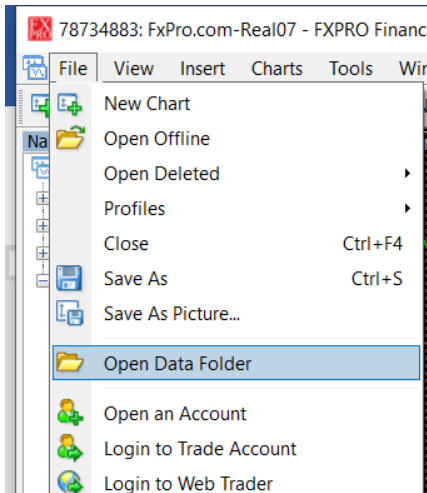 78734883: FxPro.com-Real07 - FXPRO Financ
File View Insert Charts Tools Wi
Na
New Chart
Open Offline
Open Deleted
Profiles
Close Ctrl+F4
Save As Ctrl+S
Save As Picture...
Open Data Folder
Open an Account
Login to Trade Account
Login to Web Trader